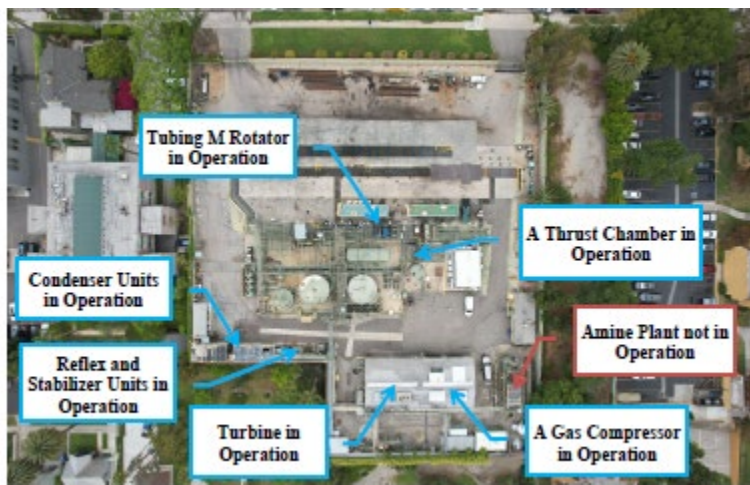 Tubing M Rotator
in Operation
A Thrust Chamber in
Operation
Condenser Units
in Operation
Amine Plant not in
Operation
Reflex and
Stabilizer Units in
Operation
Turbine in
Operation
A Gas Compressor
in Operation